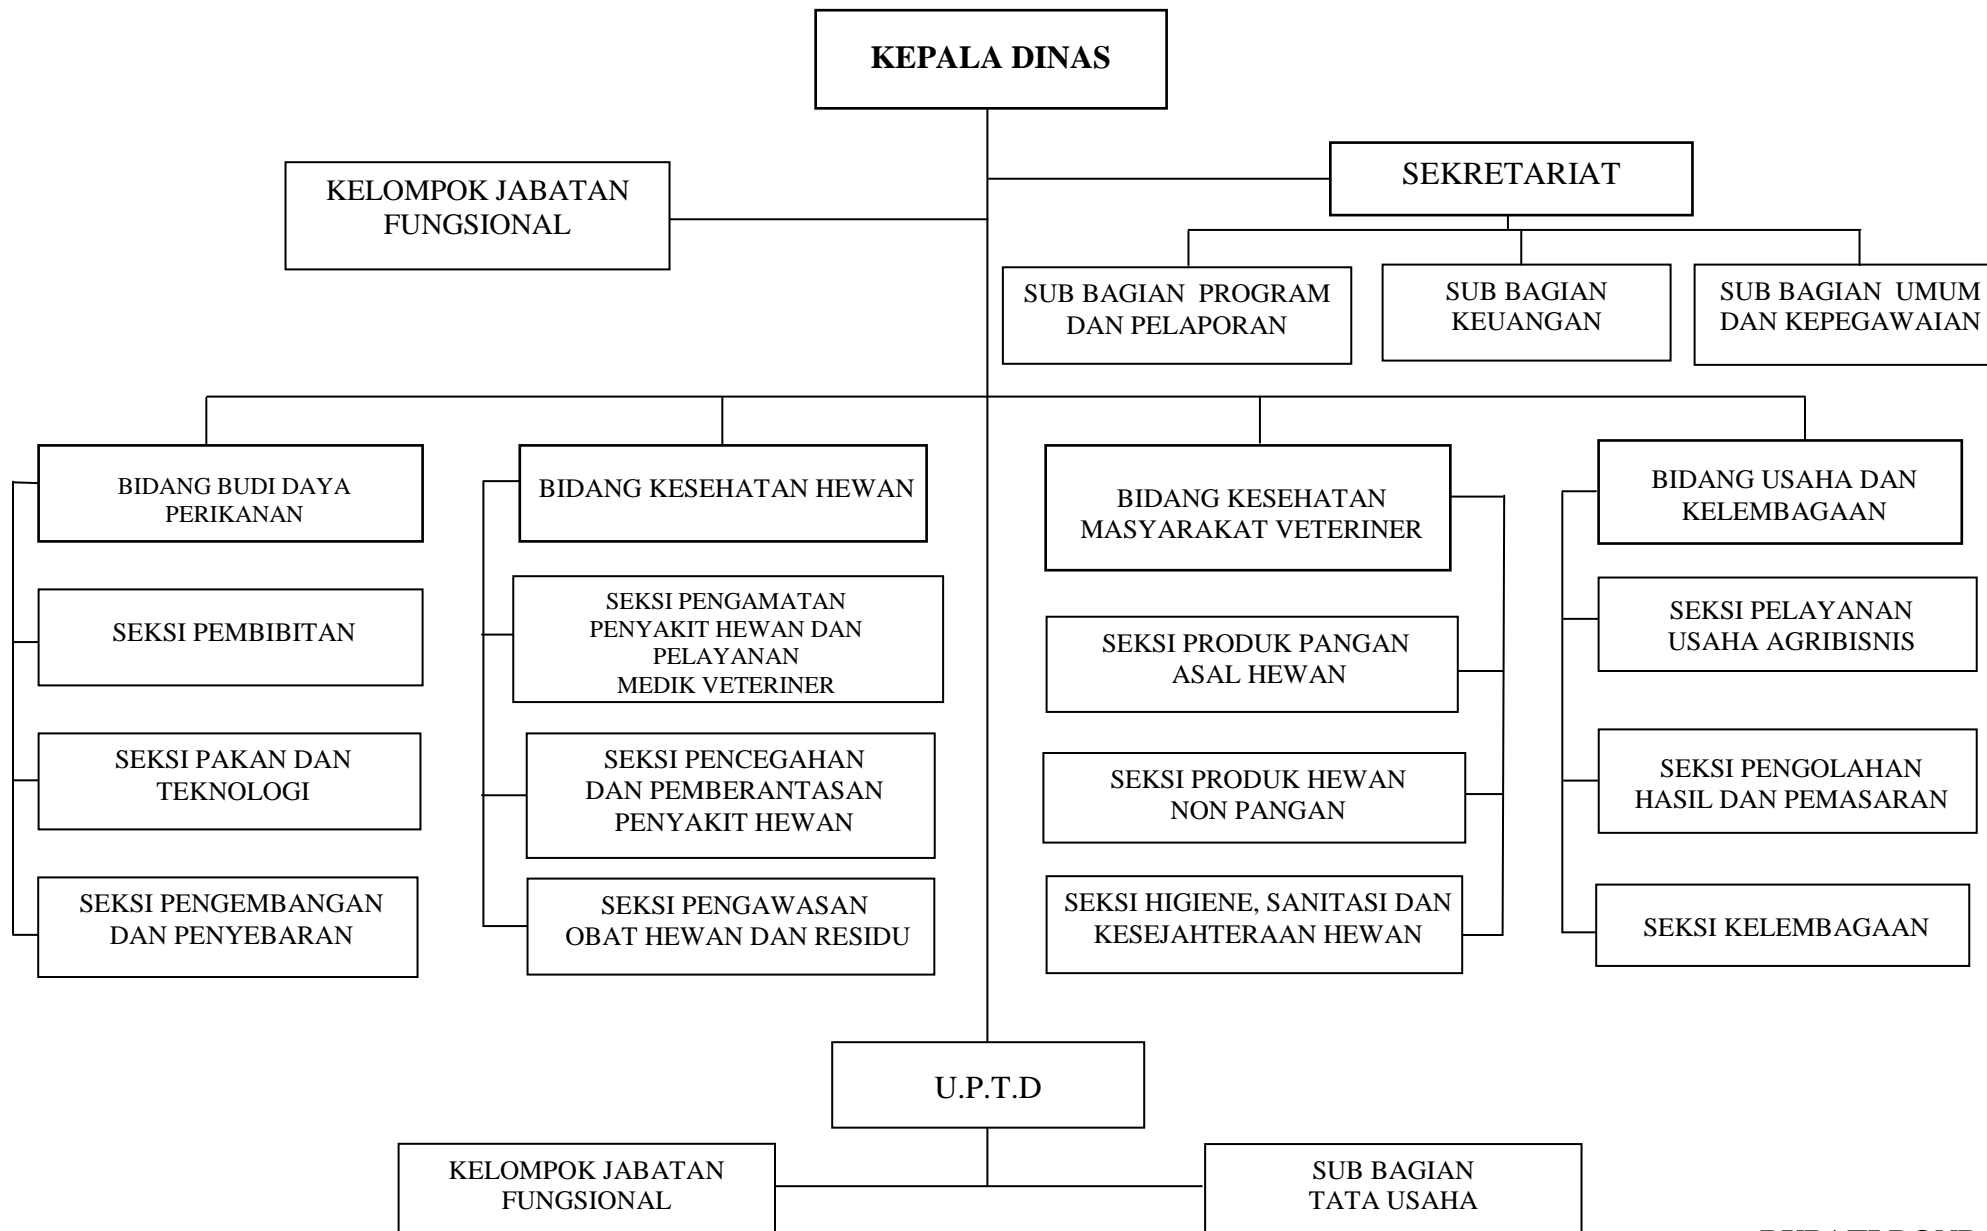 KEPALA DINAS
KELOMPOK JABATAN
FUNGSIONAL
SEKRETARIAT
SUB BAGIAN PROGRAM
DAN PELAPORAN
SUB BAGIAN
KEUANGAN
SUB BAGIAN UMUM
DAN KEPEGAWAIAN
BIDANG BUDI DAYA
PERIKANAN
SEKSI PEMBIBITAN
SEKSI PAKAN DAN
TEKNOLOGI
SEKSI PENGEMBANGAN
DAN PENYEBARAN
BIDANG KESEHATAN HEWAN
SEKSI PENGAMATAN
PENYAKIT HEWAN DAN
PELAYANAN
MEDIK VETERINER
SEKSI PENCEGAHAN
DAN PEMBERANTASAN
PENYAKIT HEWAN
SEKSI PENGAWASAN
OBAT HEWAN DAN RESIDU
BIDANG KESEHATAN
MASYARAKAT VETERINER
SEKSI PRODUK PANGAN
ASAL HEWAN
SEKSI PRODUK HEWAN
NON PANGAN
SEKSI HIGIENE, SANITASI DAN
KESEJAHTERAAN HEWAN
BIDANG USAHA DAN
KELEMBAGAAN
SEKSI PELAYANAN
USAHA AGRIBISNIS
SEKSI PENGOLAHAN
HASIL DAN PEMASARAN
SEKSI KELEMBAGAAN
U.P.T.D
KELOMPOK JABATAN
FUNGSIONAL
SUB BAGIAN
TATA USAHA